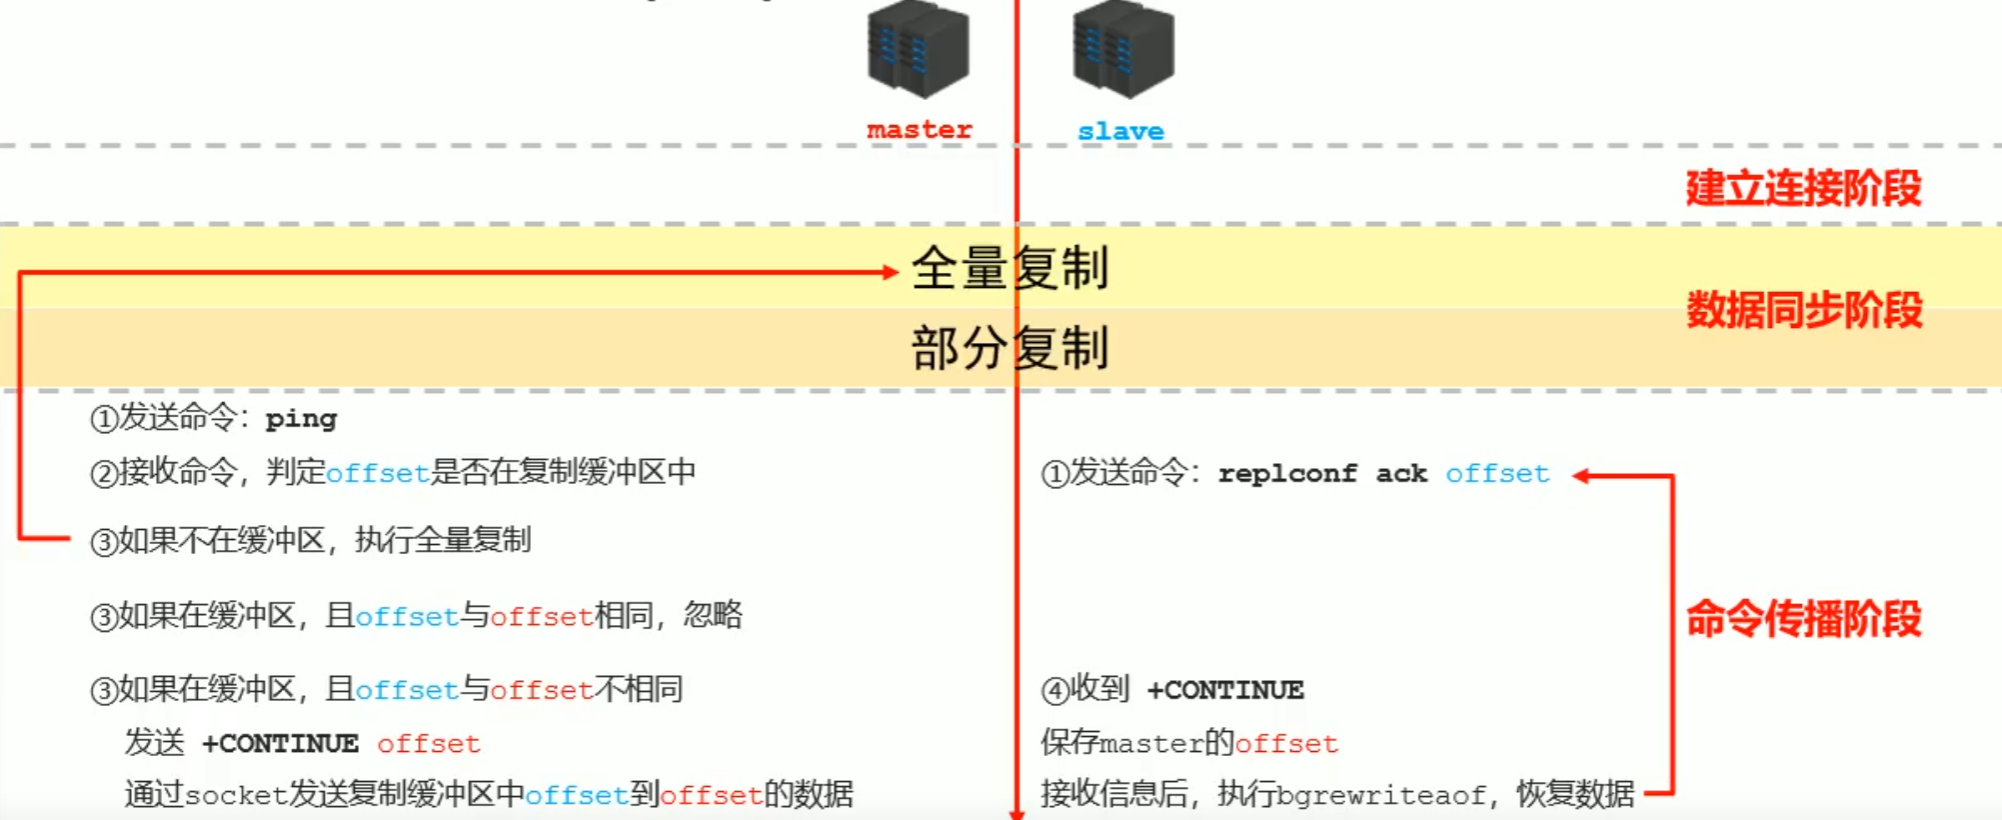 master
slave
建立连接阶段
全量复制
数据同步阶段
部分复制
①发送命令：ping
②接收命令，判定offset是否在复制缓冲区中
①发送命令：replconf ack offset
③如果不在缓冲区，执行全量复制
③如果在缓冲区，且offset与offset相同，忽略
命令传播阶段
③如果在缓冲区，且offset与offset不相同
④收到 +CONTINUE
发送 +CONTINUE offset
保存master的offset
通过socket发送复制缓冲区中offset到offset的数据
接收信息后，执行bgrewriteaof，恢复数据